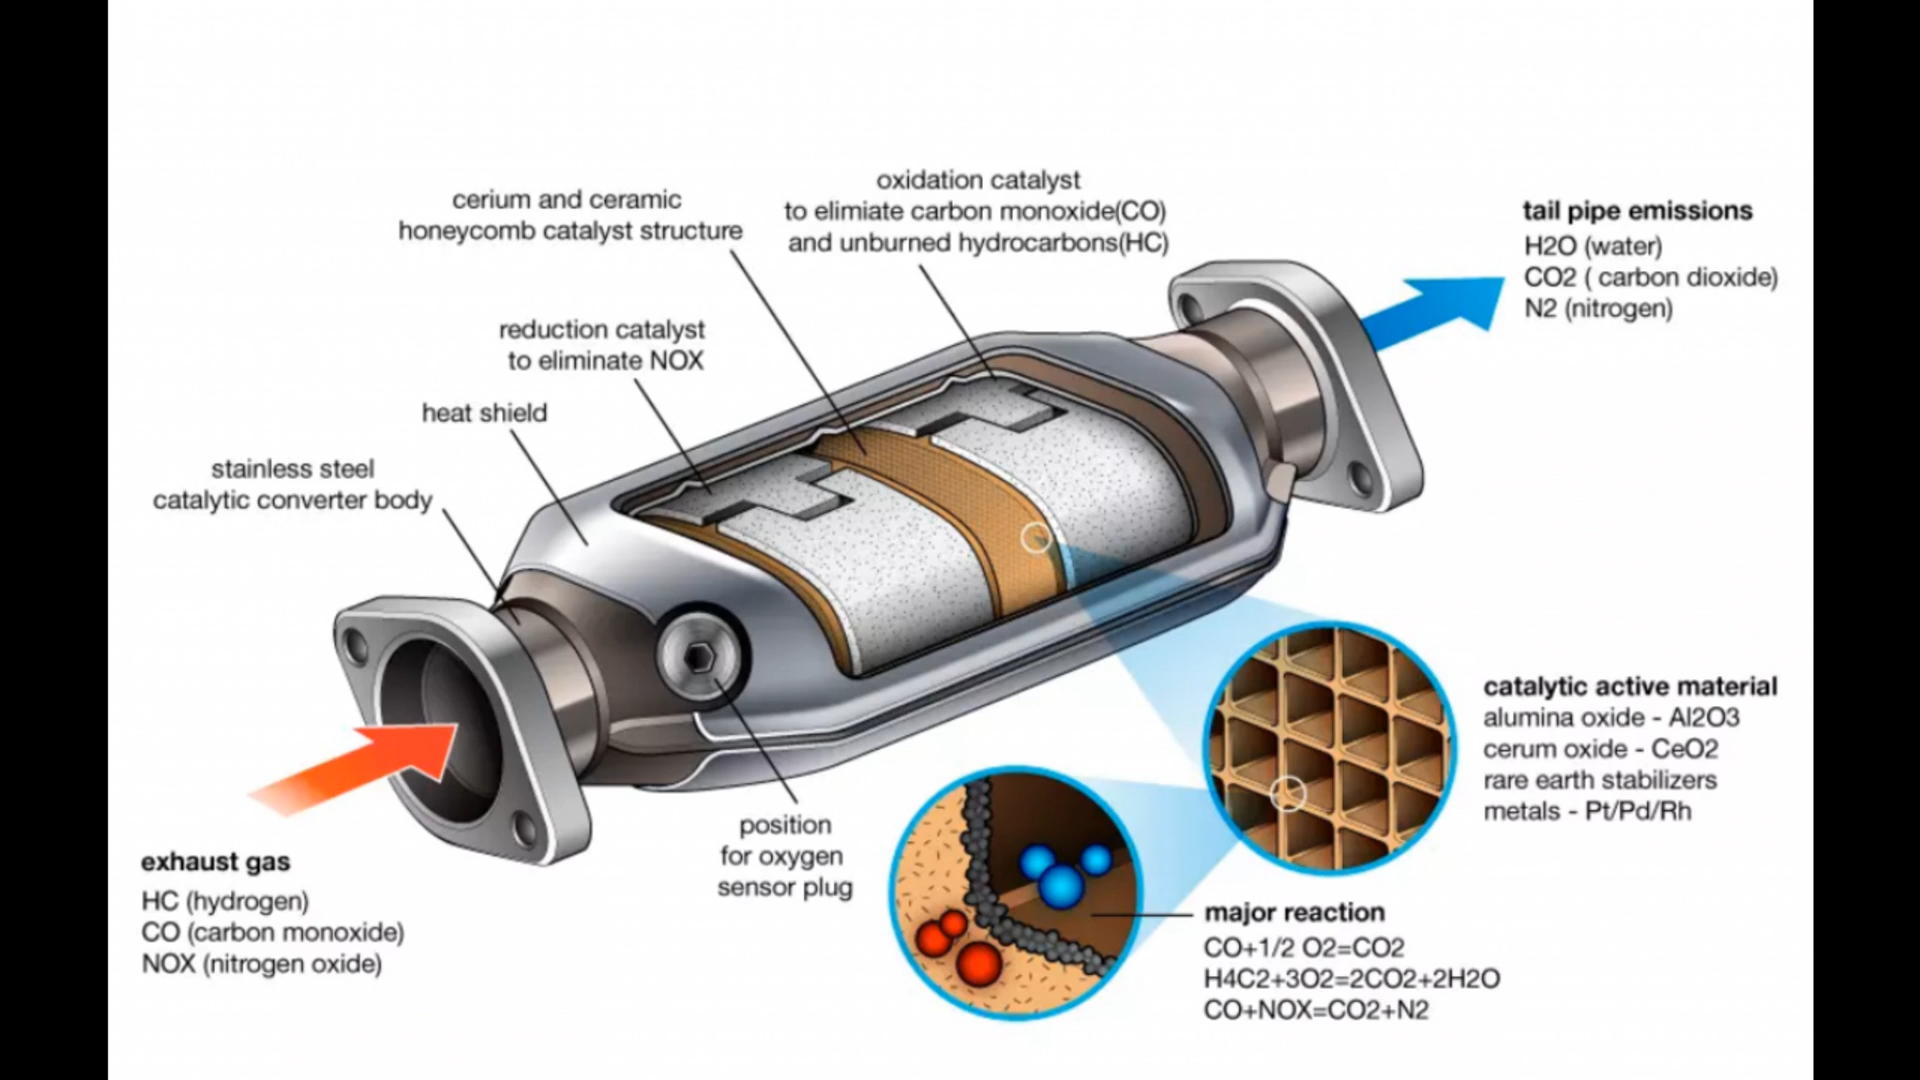 cerium and ceramic
honeycomb catalyst structure
oxidation catalyst
to elimiate carbon monoxide(CO)
and unburned hydrocarbons(HC)
tail pipe emissions
H2O (water)
CO2 ( carbon dioxide)
N2 (nitrogen)
reduction catalyst
to eliminate NOX
heat shield
stainless steel
catalytic converter body
catalytic active material
alumina oxide - Al2O3
cerum oxide - CeO2
rare earth stabilizers
metals - Pt/Pd/Rh
position
for oxygen
sensor plug
exhaust gas
HC (hydrogen)
CO (carbon monoxide)
NOX (nitrogen oxide)
major reaction
CO+1/2 O2=CO2
H4C2+3O2=2CO2+2H2O
CO+NOX=CO2+N2